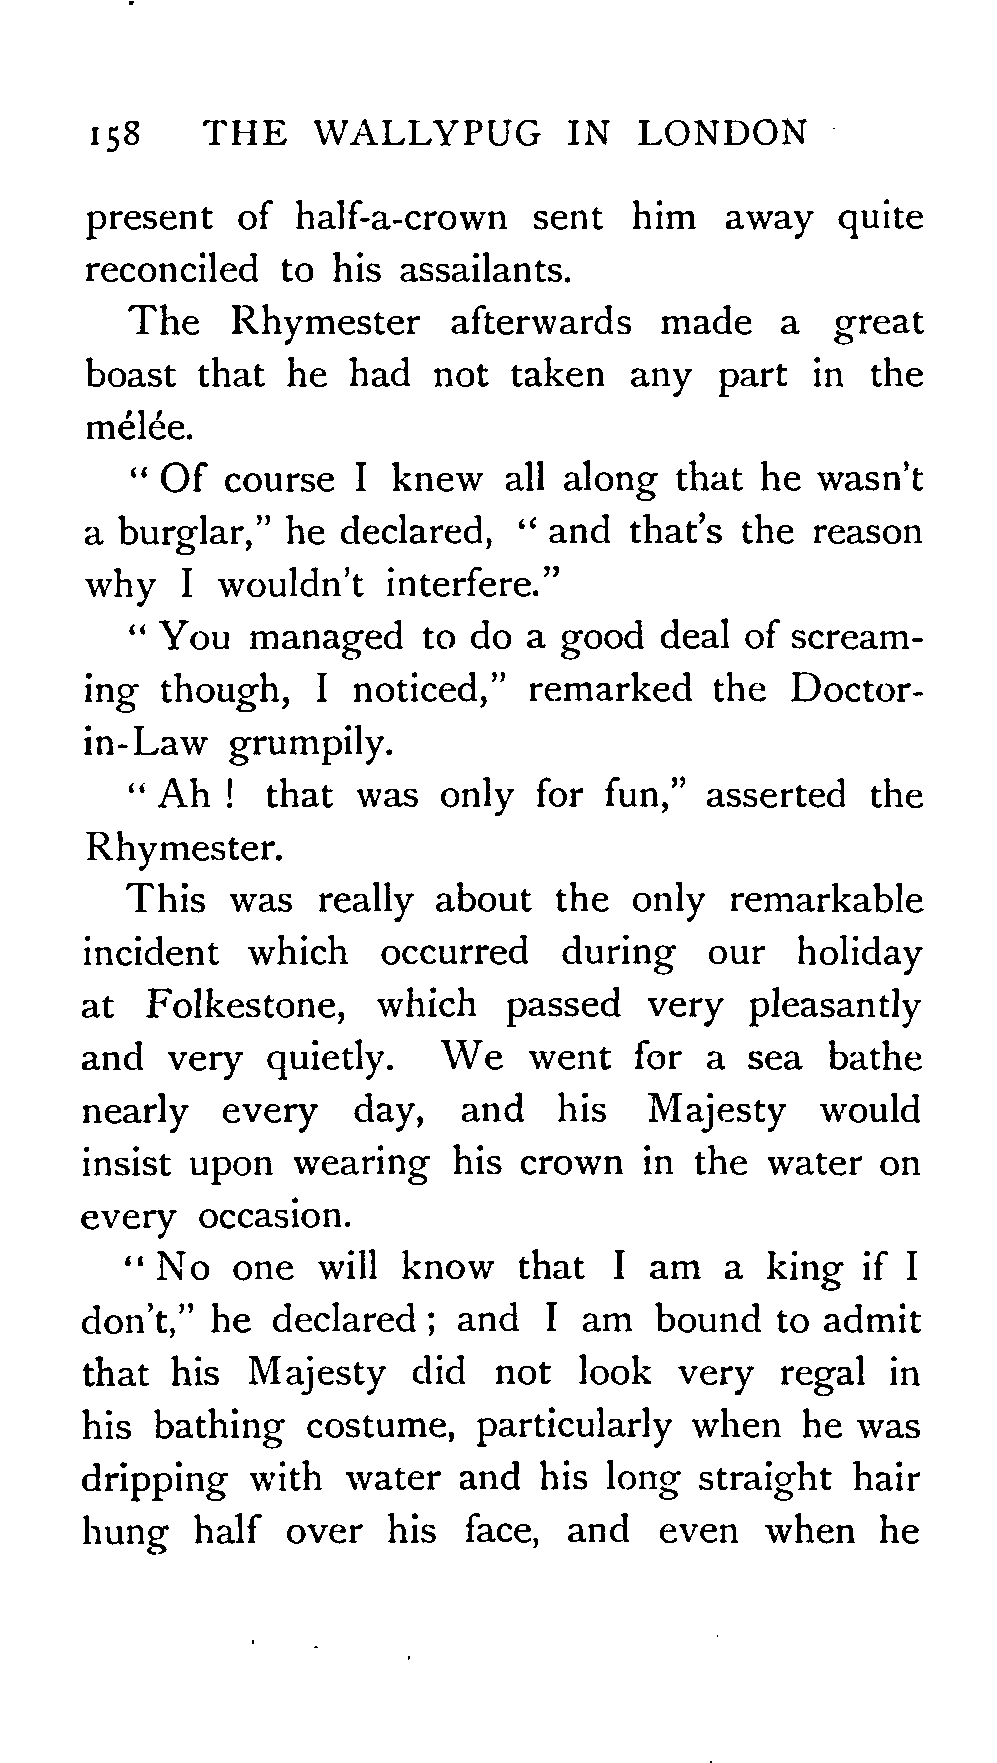 158 THE WALLYPUG IN LONDON
present of half-a-crown sent him away quite
reconciled to his assailants.
The Rhymester afterwards made a great
boast that he had not taken any part in the
mélée.
“ Of course I knew all along that he wasn’t
a burglar,” he declared, “ and that’s the reason
why I wouldn’t interfere.”
“ You managed to do a good deal of scream-
ing though, I noticed,” remarked the Doctor-
in-Law grumpily.
“ Ah ! that was only for fun,” asserted the
Rhymester.
This was really about the only remarkable
incident which occurred during our holiday
at Folkestone, which passed very pleasantly
and very quietly. We went for a sea bathe
nearly every day, and his Majesty would
insist upon wearing his crown in the water on
every occasion.
“ No one will know that I am a king if I
don’t,” he declared ; and I am bound to admit
that his Majesty did not look very regal in
his bathing costume, particularly when he was
dripping with water and his long straight hair
hung half over his face, and even when he